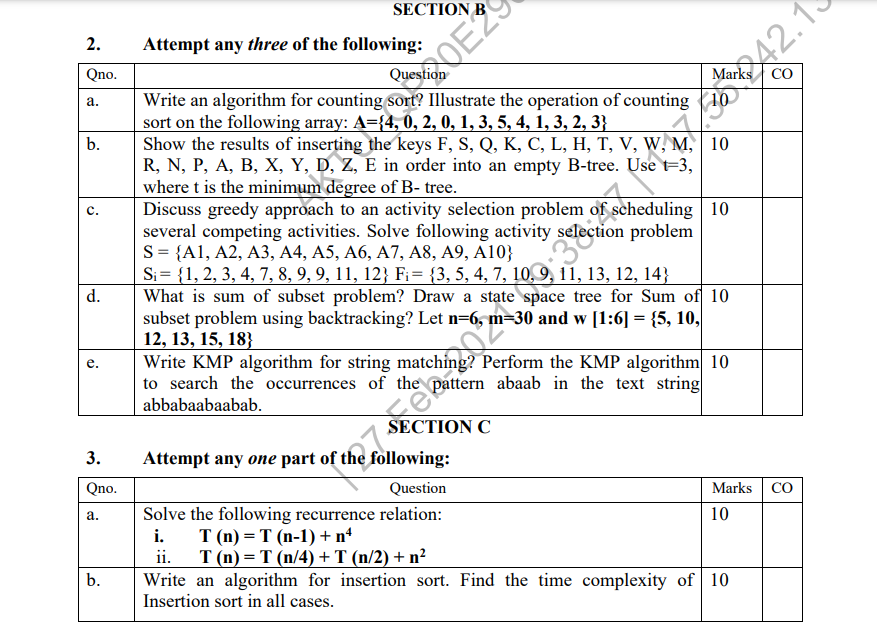 SECTION B
2. Attempt any three of the following:
Qno. Question Marks CO
a. Write an algorithm for counting sort? Illustrate the operation of counting 10
sort on the following array: A={4, 0, 2, 0, 1, 3, 5, 4, 1, 3, 2, 3}
b. Show the results of inserting the keys F, S, Q, K, C, L, H, T, V, W, M, 10
R, N, P, A, B, X, Y, D, Z, E in order into an empty B-tree. Use t=3,
where t is the minimum degree of B- tree.
c. Discuss greedy approach to an activity selection problem of scheduling 10
several competing activities. Solve following activity selection problem
S = {A1, A2, A3, A4, A5, A6, A7, A8, A9, A10}
Si = {1, 2, 3, 4, 7, 8, 9, 9, 11, 12} Fi = {3, 5, 4, 7, 10, 9, 11, 13, 12, 14}
d. What is sum of subset problem? Draw a state space tree for Sum of 10
subset problem using backtracking? Let n=6, m=30 and w [1:6] = {5, 10,
12, 13, 15, 18}
e. Write KMP algorithm for string matching? Perform the KMP algorithm 10
to search the occurrences of the pattern abaab in the text string
abbabaabaabab.
SECTION C
3. Attempt any one part of the following:
Qno. Question Marks CO
a. Solve the following recurrence relation: 10
i. T (n) = T (n-1) + n⁴
ii. T (n) = T (n/4) + T (n/2) + n²
b. Write an algorithm for insertion sort. Find the time complexity of 10
Insertion sort in all cases.
| 27-Feb-2021 09:38:47 | 117.55.242.13